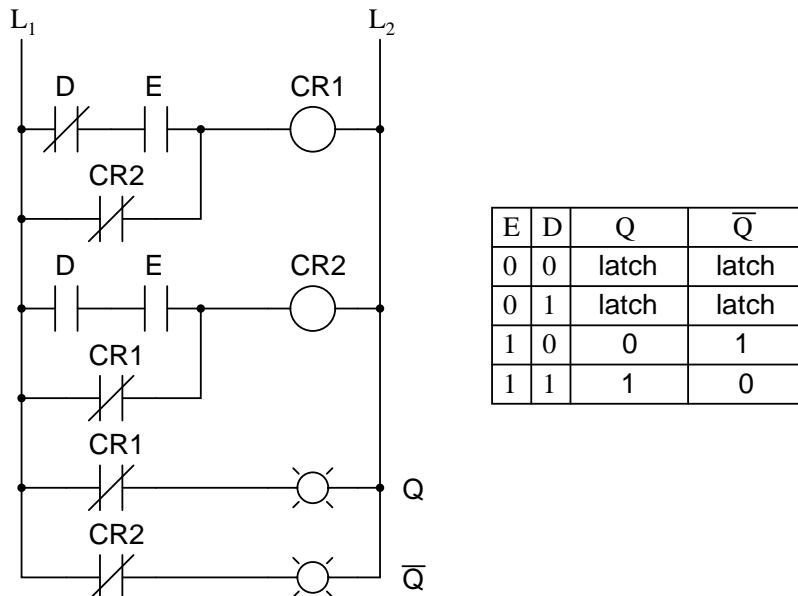 L₁ L₂
D E CR1
CR2
D E CR2
CR1
CR1
Q
CR2
Q̅
E D Q Q̅
0 0 latch latch
0 1 latch latch
1 0 0 1
1 1 1 0